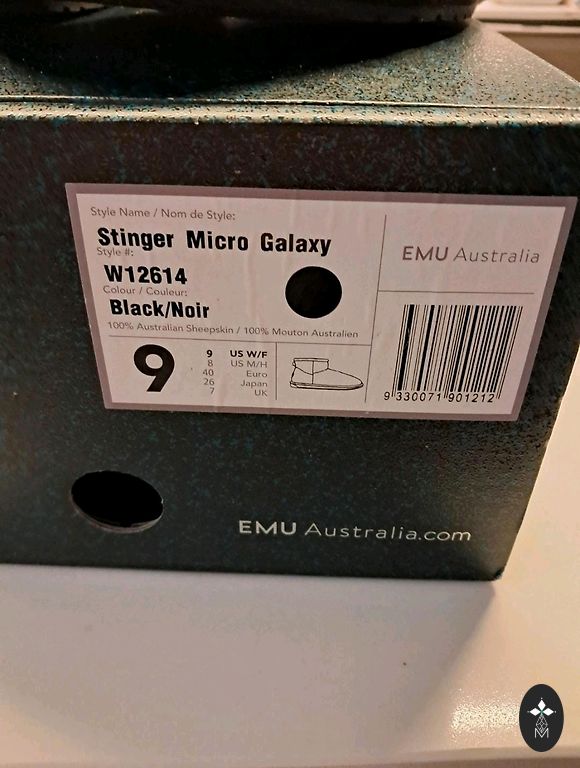 Style Name / Nom de Style:
Stinger Micro Galaxy
Style #:
W12614
Colour / Couleur:
Black/Noir
100% Australian Sheepskin / 100% Mouton Australien
EMU Australia
9
9 US W/F
8 US M/H
40 Euro
26 Japan
7 UK
9 330071 901212
EMU Australia.com
M